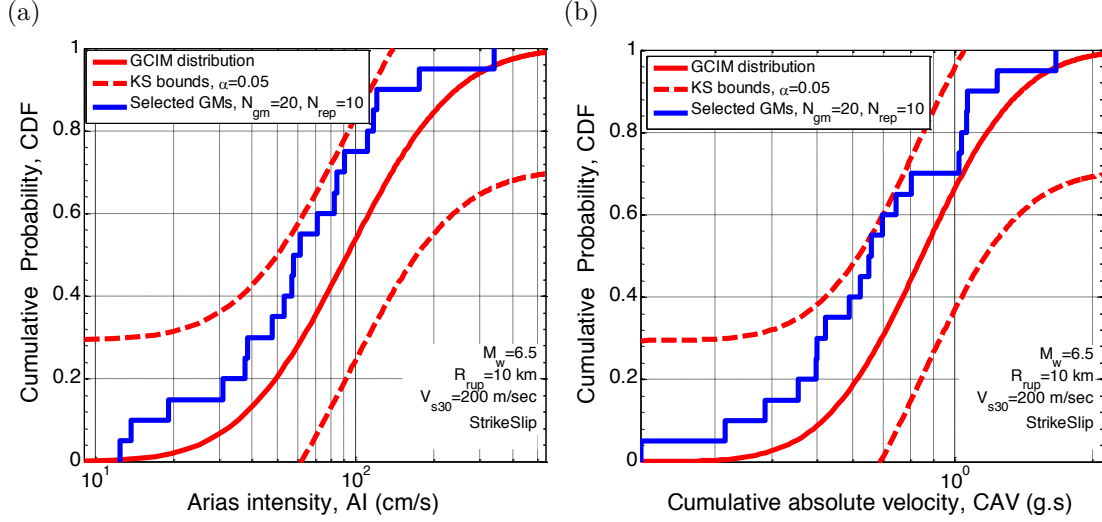 (a)
1
0.8
0.6
0.4
0.2
0
Cumulative Probability, CDF
GCIM distribution
KS bounds, α=0.05
Selected GMs, N_gm=20, N_rep=10
M_w=6.5
R_rup=10 km
V_s30=200 m/sec
StrikeSlip
10^1
10^2
Arias intensity, AI (cm/s)
(b)
1
0.8
0.6
0.4
0.2
0
Cumulative Probability, CDF
GCIM distribution
KS bounds, α=0.05
Selected GMs, N_gm=20, N_rep=10
M_w=6.5
R_rup=10 km
V_s30=200 m/sec
StrikeSlip
10^0
Cumulative absolute velocity, CAV (g.s)